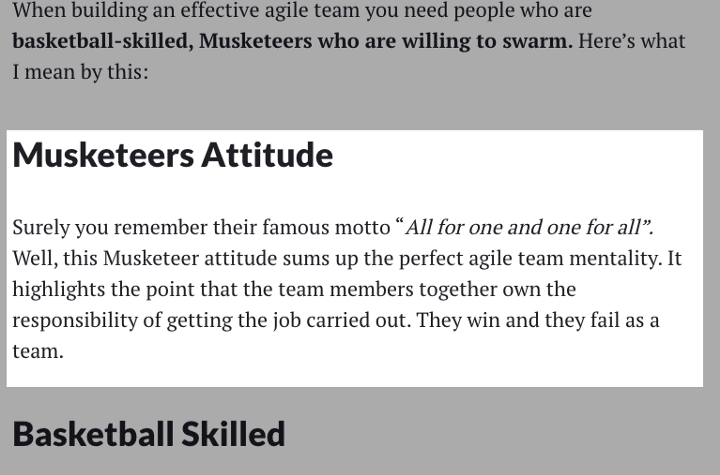 When building an effective agile team you need people who are
basketball-skilled, Musketeers who are willing to swarm. Here’s what
I mean by this:
Musketeers Attitude
Surely you remember their famous motto “All for one and one for all”.
Well, this Musketeer attitude sums up the perfect agile team mentality. It
highlights the point that the team members together own the
responsibility of getting the job carried out. They win and they fail as a
team.
Basketball Skilled